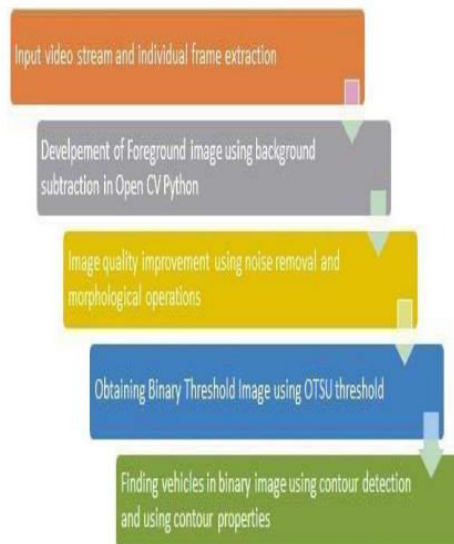 Input video stream and individual frame extraction
Develpement of Foreground image using background
subtraction in Open CV Python
Image quality improvement using noise removal and
morphological operations
Obtaining Binary Threshold Image using OTSU threshold
Finding vehicles in binary image using contour detection
and using contour properties